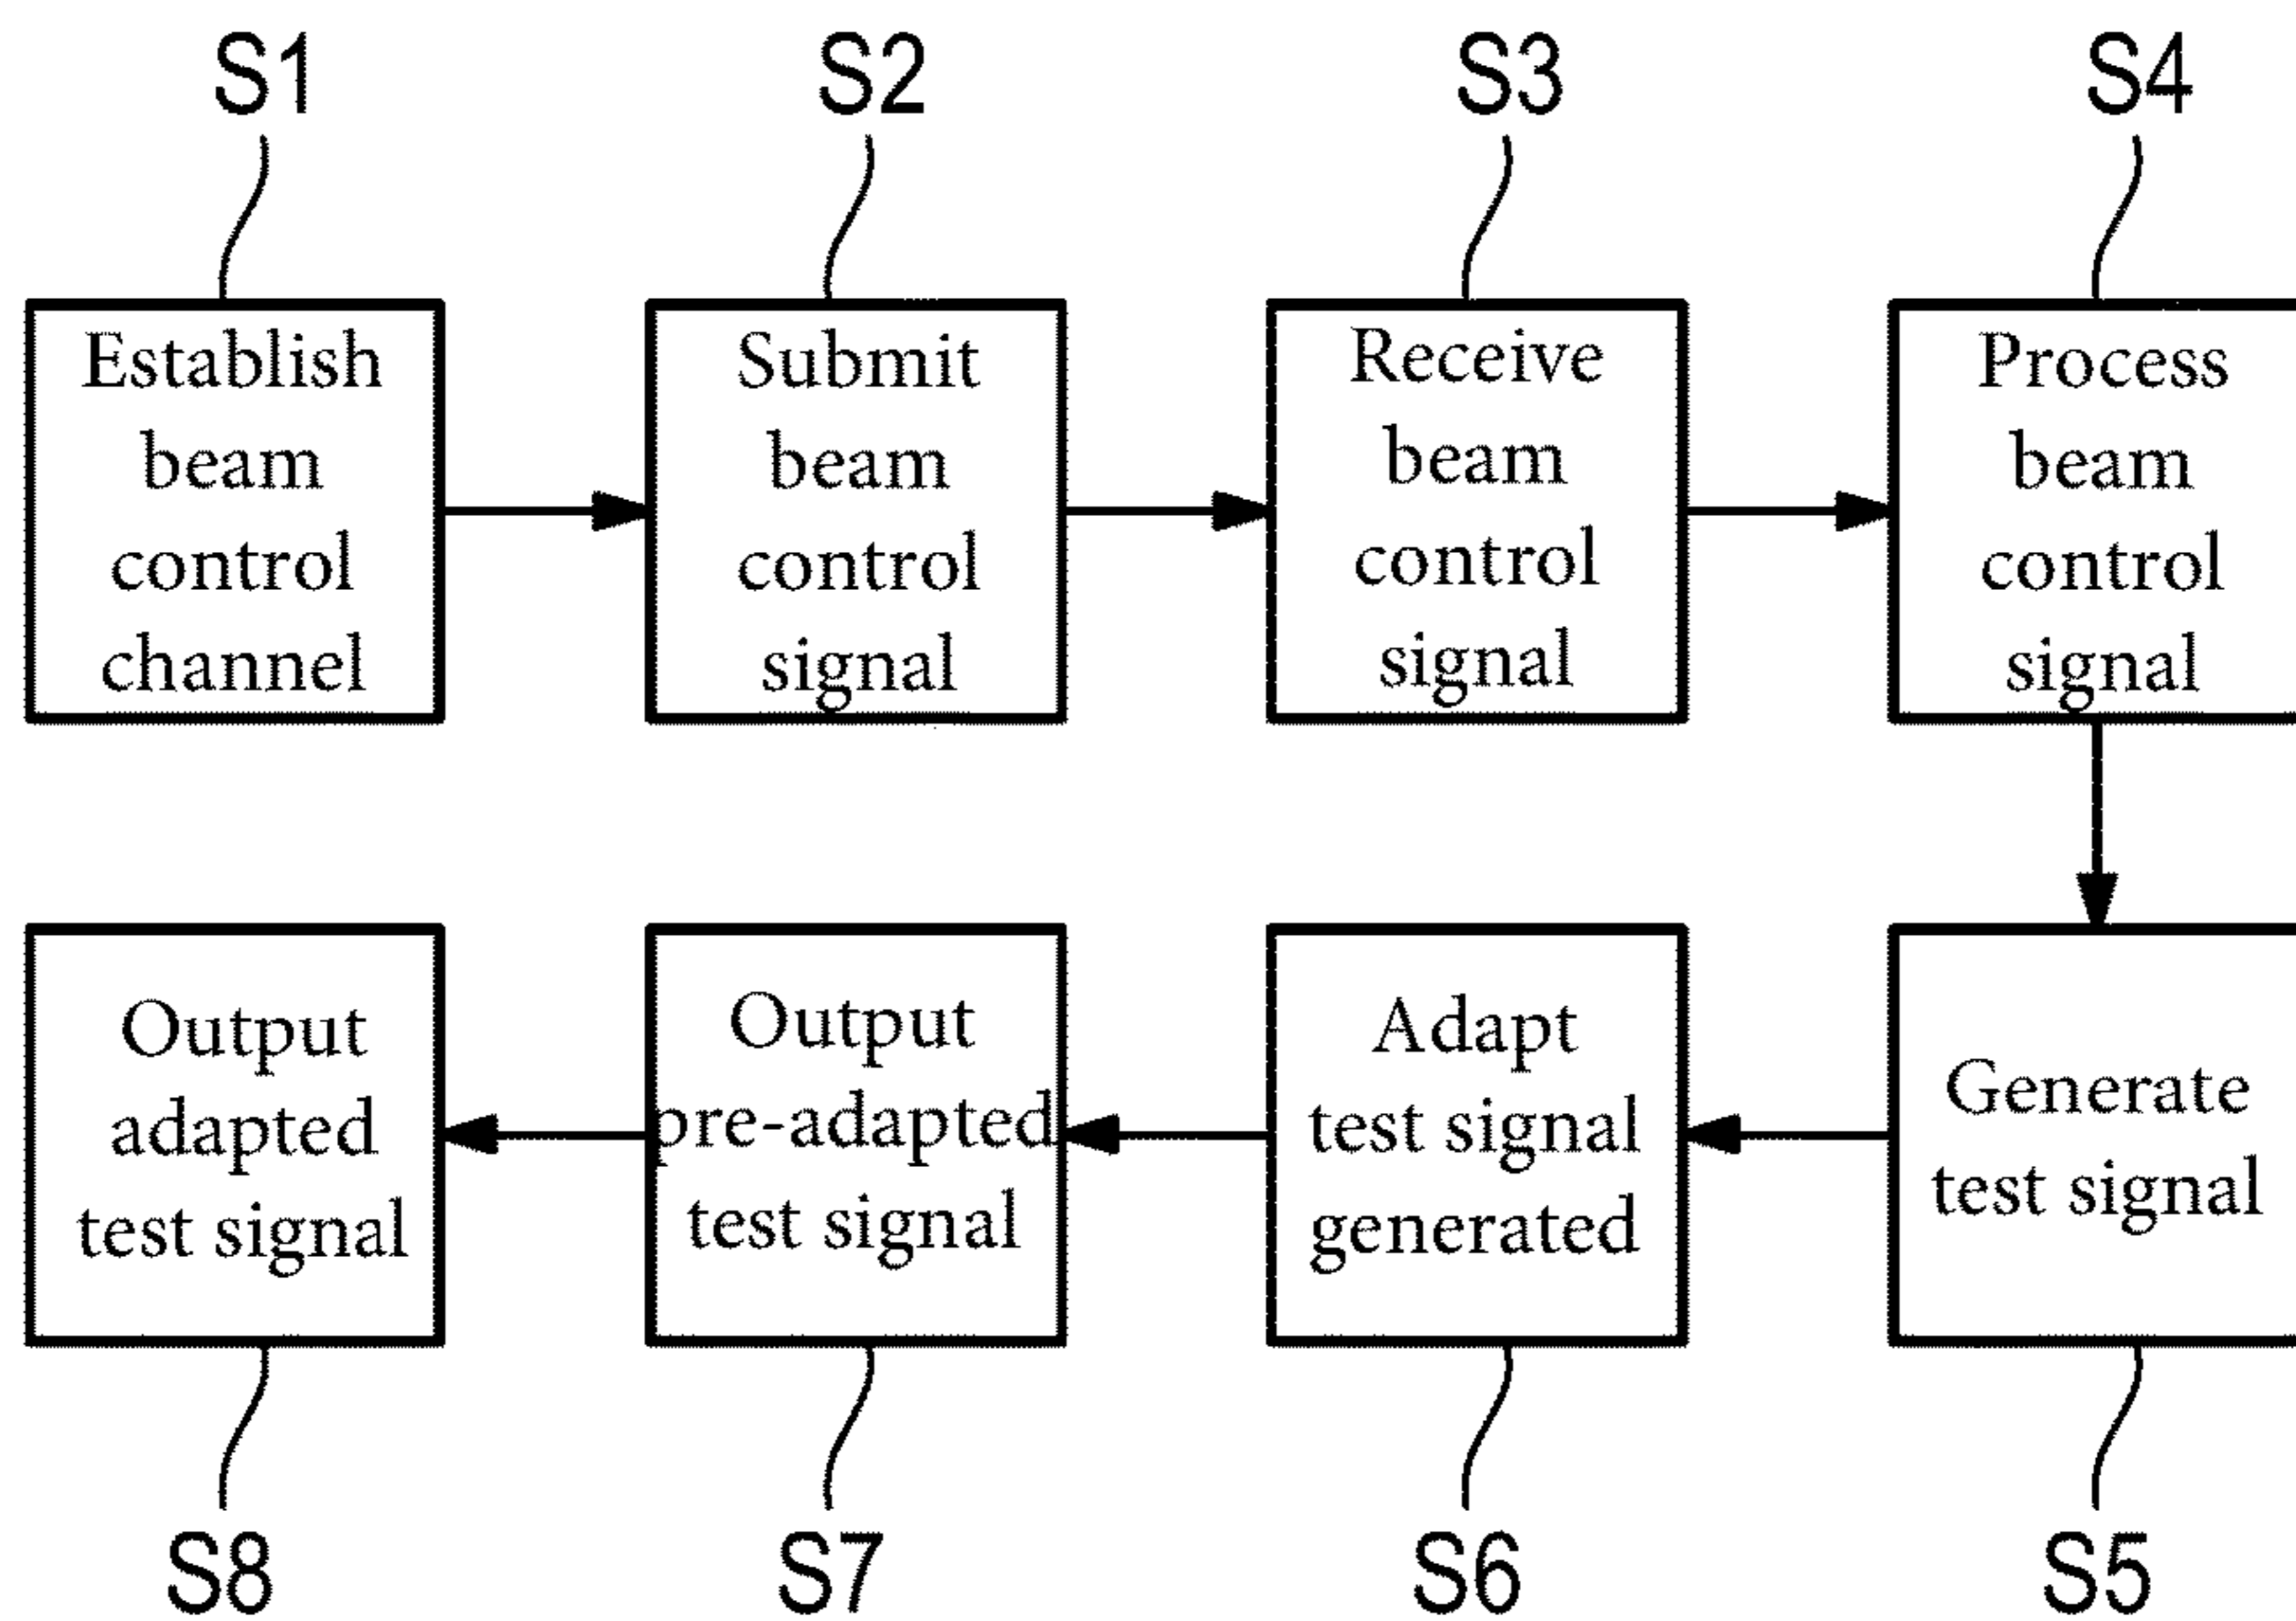 S1
S2
S3
S4
Establish
beam
control
channel
Submit
beam
control
signal
Receive
beam
control
signal
Process
beam
control
signal
Output
adapted
test signal
Output
pre-adapted
test signal
Adapt
test signal
generated
Generate
test signal
S8
S7
S6
S5